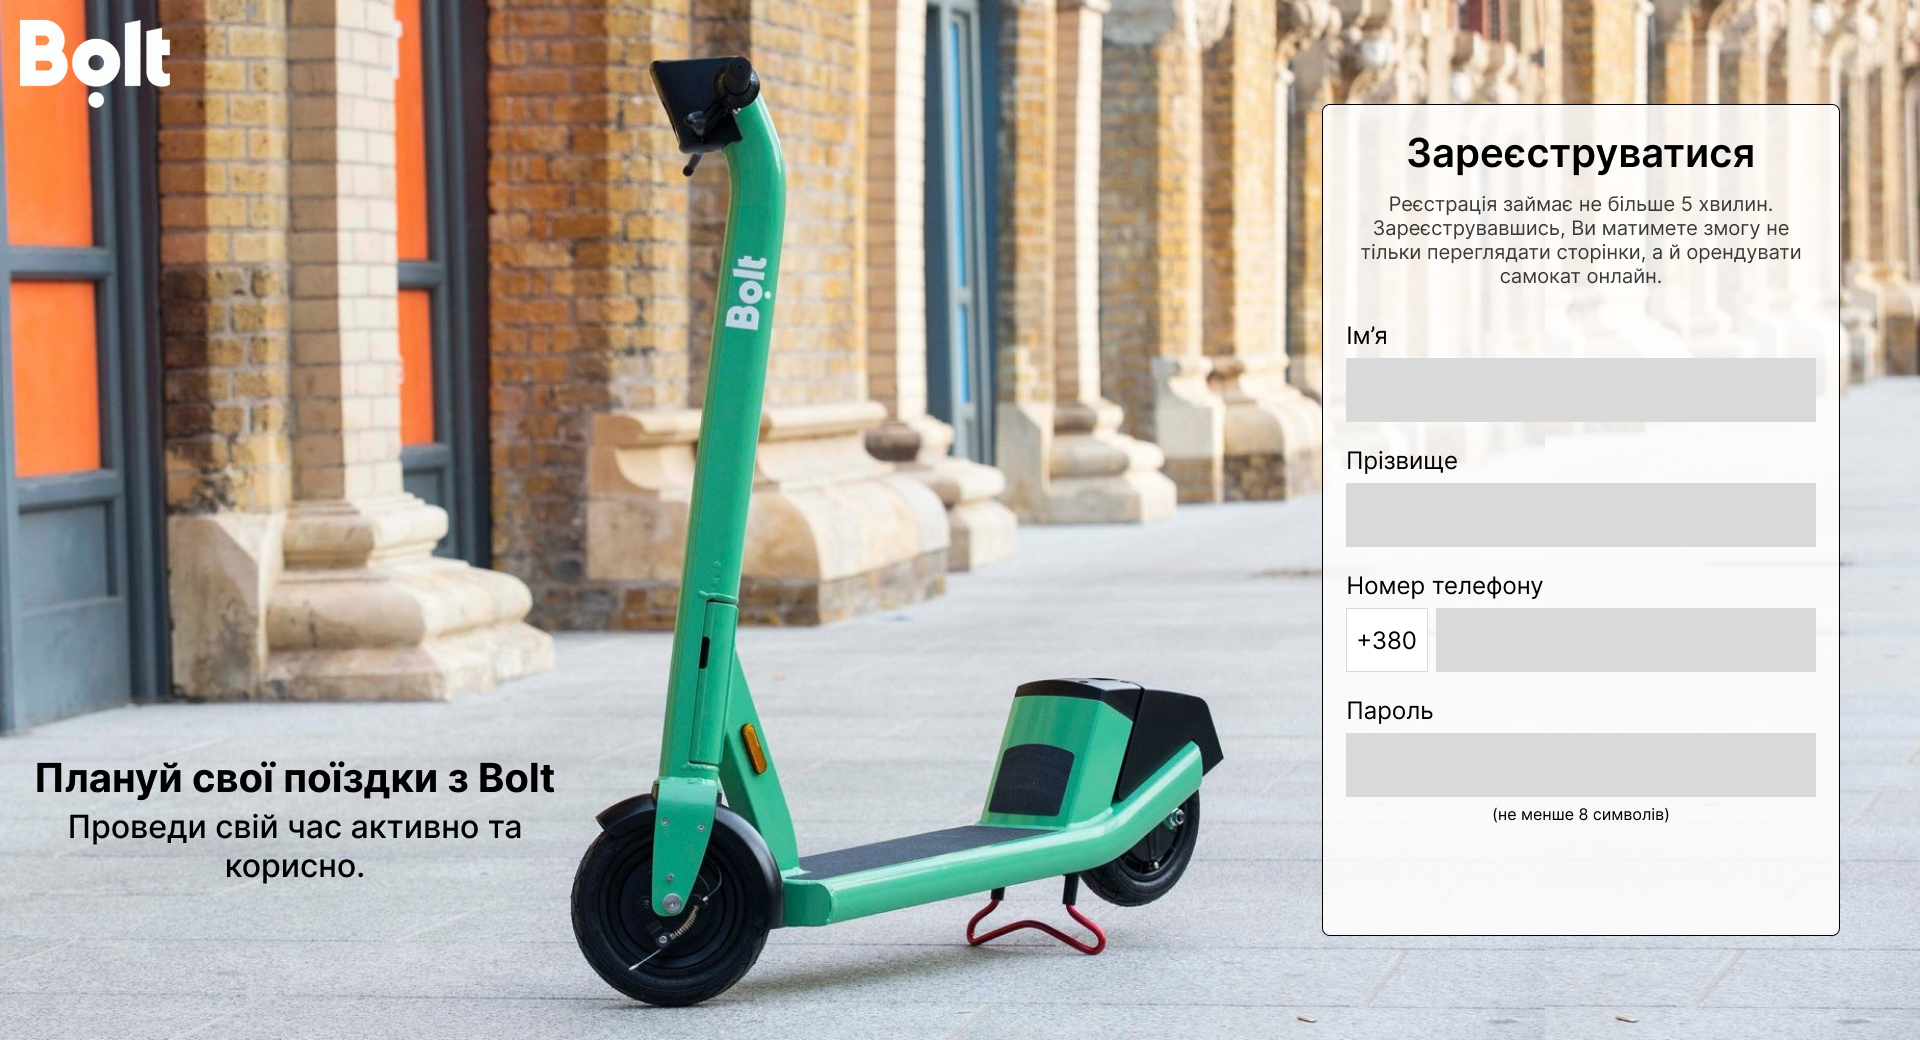 Bolt
Bolt
Плануй свої поїздки з Bolt
Проведи свій час активно та
корисно.
Зареєструватися
Реєстрація займає не більше 5 хвилин.
Зареєструвавшись, Ви матимете змогу не
тільки переглядати сторінки, а й орендувати
самокат онлайн.
Ім’я
Прізвище
Номер телефону
+380
Пароль
(не менше 8 символів)